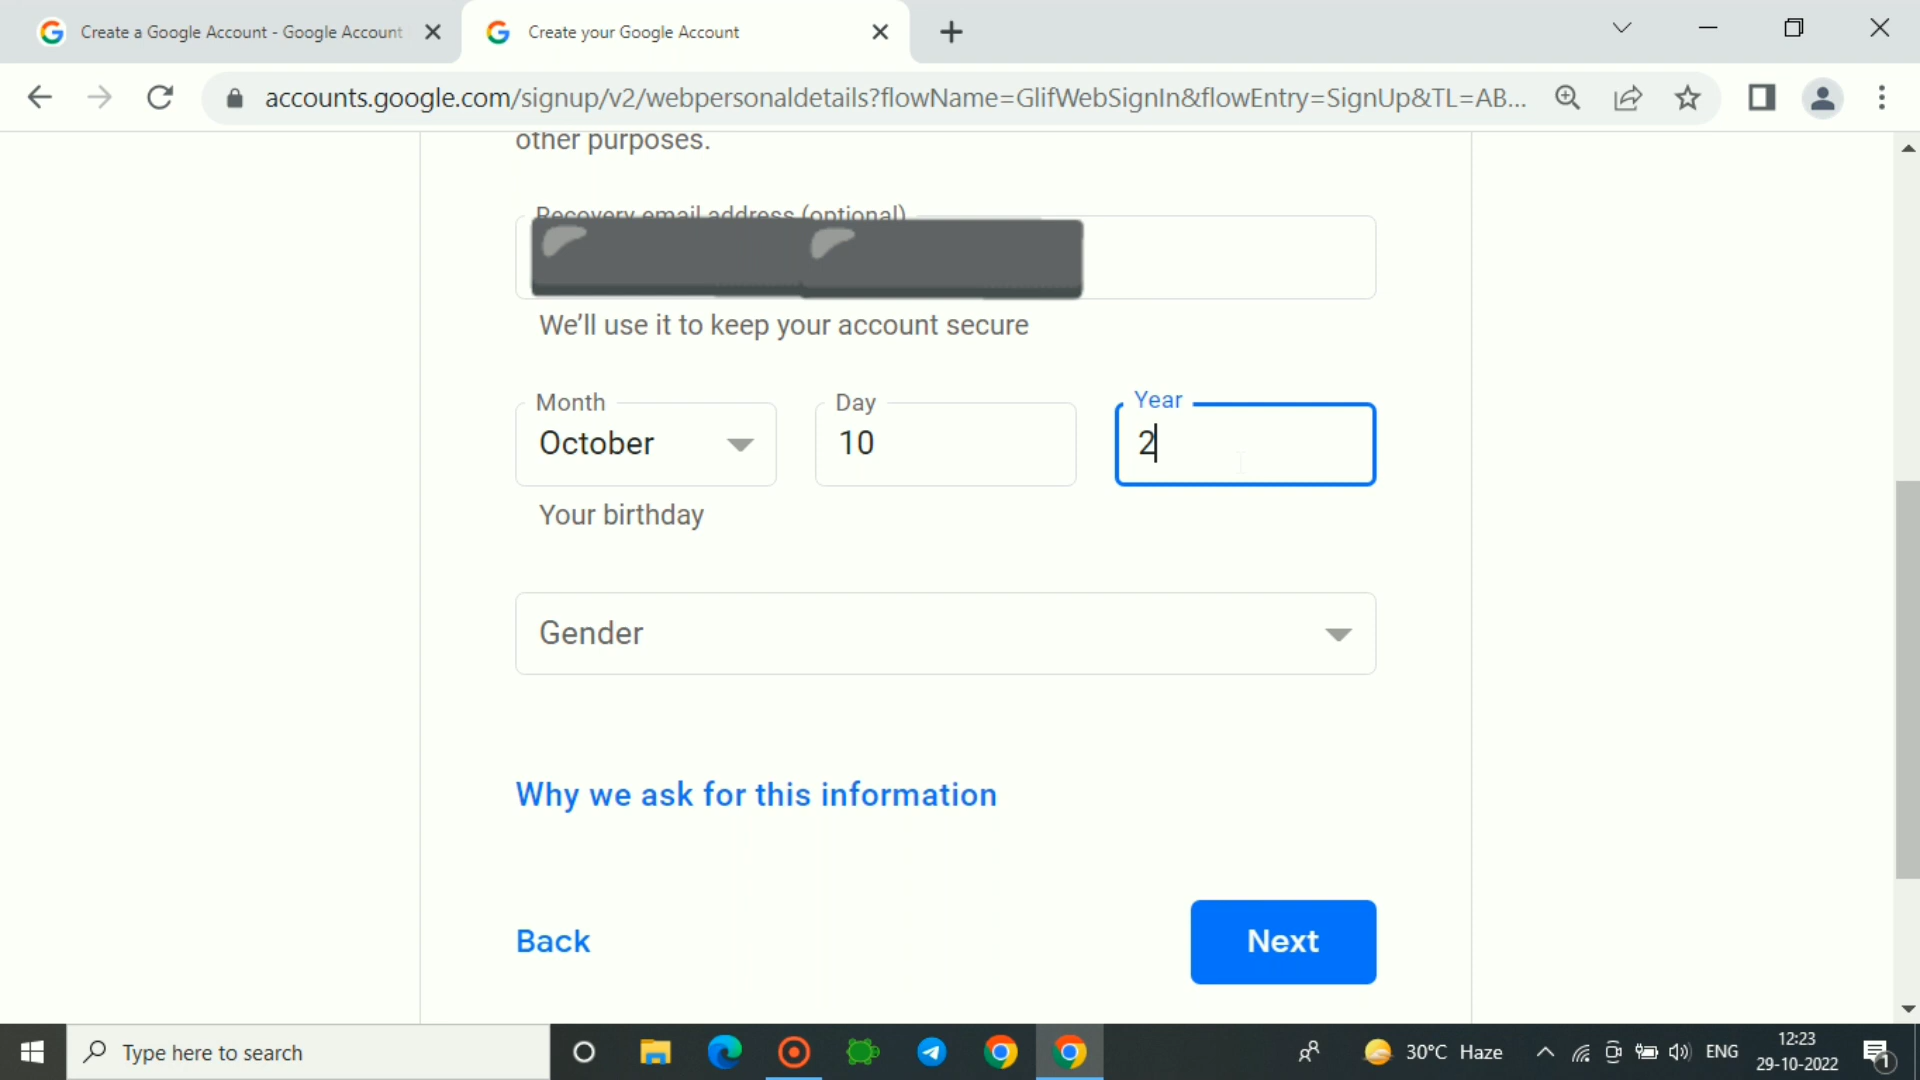 Create a Google Account - Google Account
Create your Google Account
accounts.google.com/signup/v2/webpersonaldetails?flowName=GlifWebSignIn&flowEntry=SignUp&TL=AB...
other purposes.
Recovery email address (optional)
We'll use it to keep your account secure
Month
Day
Year
October
10
2
Your birthday
Gender
Why we ask for this information
Back
Next
Type here to search
30°C Haze
ENG
12:23
29-10-2022
1